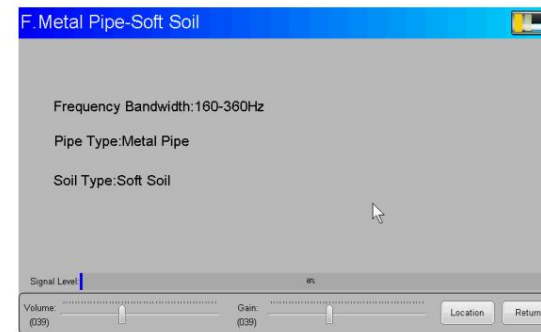 F.Metal Pipe-Soft Soil
Frequency Bandwidth:160-360Hz
Pipe Type:Metal Pipe
Soil Type:Soft Soil
Signal Level: 0%
Volume: Gain: Location Return
(039) (039)